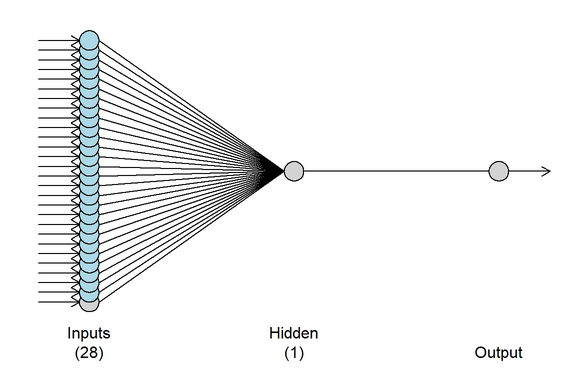 Inputs
(28)
Hidden
(1)
Output